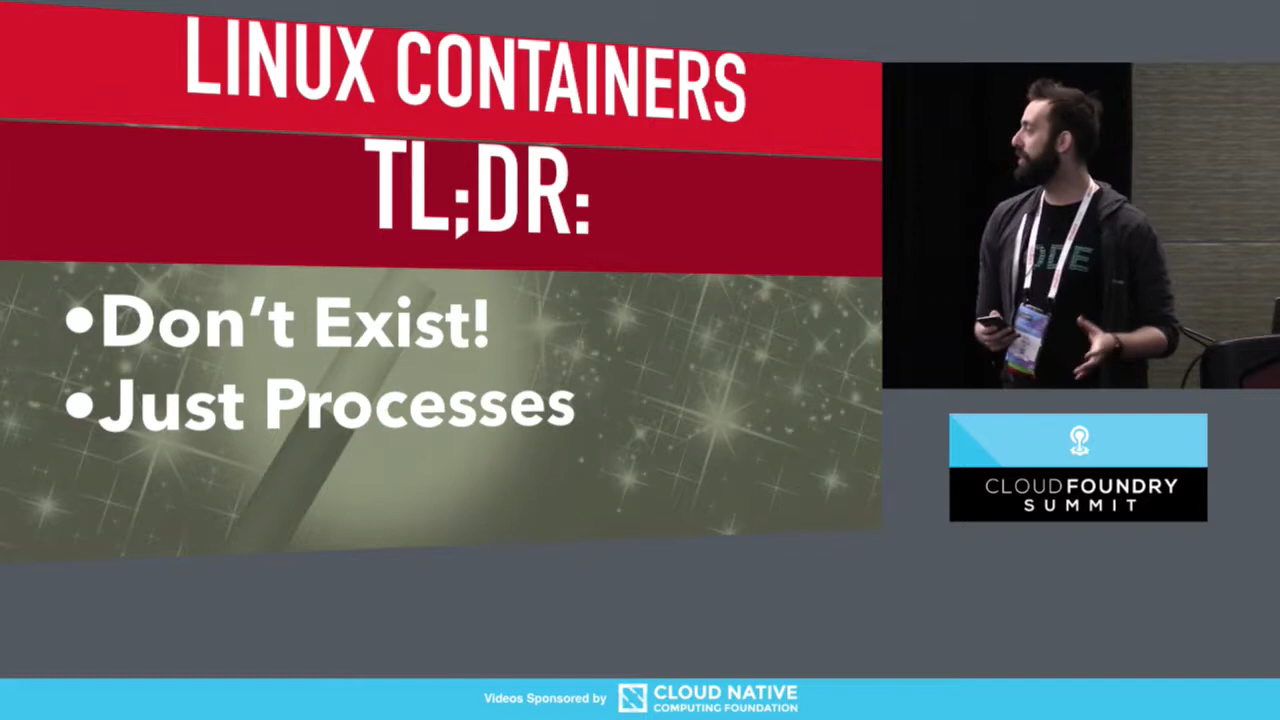 LINUX CONTAINERS
TL;DR:
•Don't Exist!
•Just Processes
CLOUDFOUNDRY
SUMMIT
Videos Sponsored by CLOUD NATIVE
COMPUTING FOUNDATION